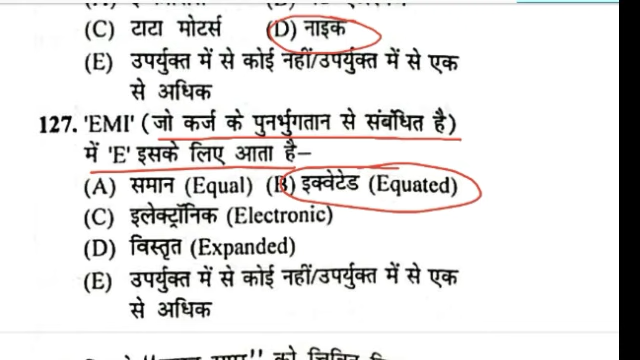 (C) टाटा मोटर्स (D) नाइक
(E) उपर्युक्त में से कोई नहीं/उपर्युक्त में से एक
से अधिक
127. 'EMI' (जो कर्ज के पुनर्भुगतान से संबंधित है)
में 'E' इसके लिए आता है–
(A) समान (Equal) (B) इक्वेटेड (Equated)
(C) इलेक्ट्रॉनिक (Electronic)
(D) विस्तृत (Expanded)
(E) उपर्युक्त में से कोई नहीं/उपर्युक्त में से एक
से अधिक